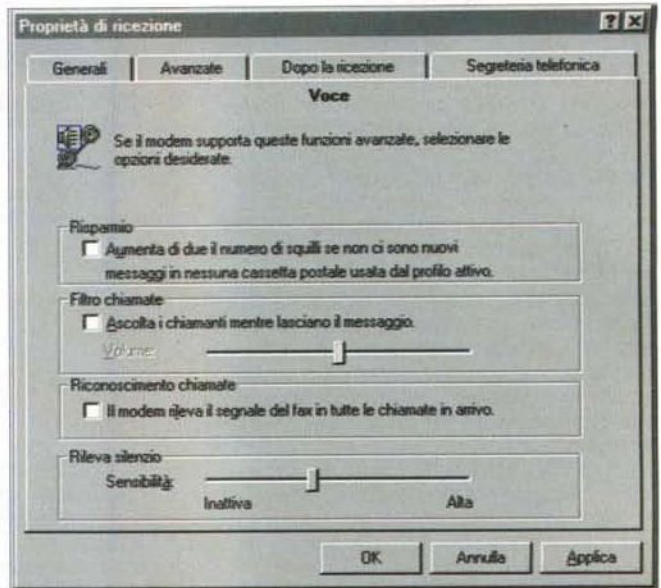 Proprietà di ricezione
Generali
Avanzate
Dopo la ricezione
Segreteria telefonica
Voce
Se il modem supporta queste funzioni avanzate, selezionare le
opzioni desiderate.
Risparmio
Aumenta di due il numero di squilli se non ci sono nuovi
messaggi in nessuna cassetta postale usata dal profilo attivo.
Filtro chiamate
Ascolta i chiamanti mentre lasciano il messaggio.
Volume:
Riconoscimento chiamate
Il modem rileva il segnale del fax in tutte le chiamate in arrivo.
Rileva silenzio
Sensibilità:
Inattiva
Alta
OK
Annulla
Applica